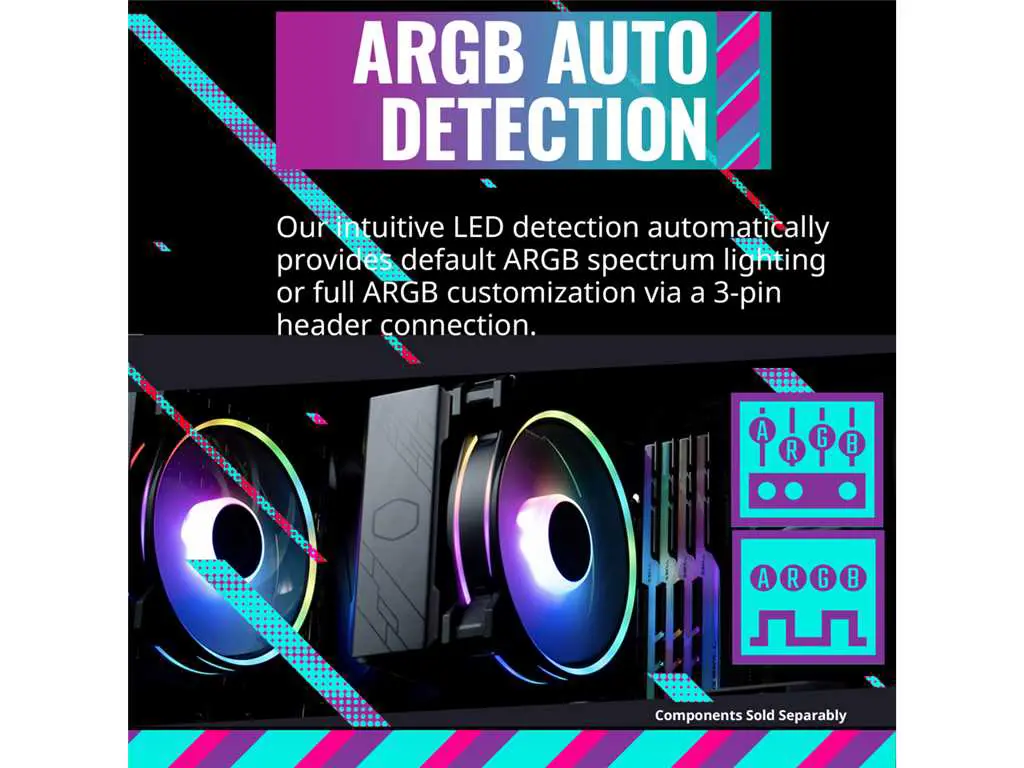 ARGB AUTO
DETECTION
Our intuitive LED detection automatically
provides default ARGB spectrum lighting
or full ARGB customization via a 3-pin
header connection.
A R G B
A R G B
Components Sold Separably